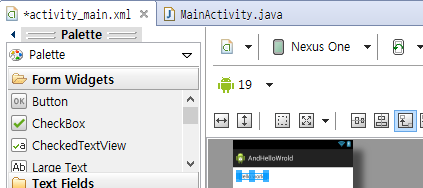 *activity_main.xml
MainActivity.java
Palette
Palette
Form Widgets
Button
CheckBox
CheckedTextView
Large Text
Text Fields
Nexus One
19
AndHelloWrold